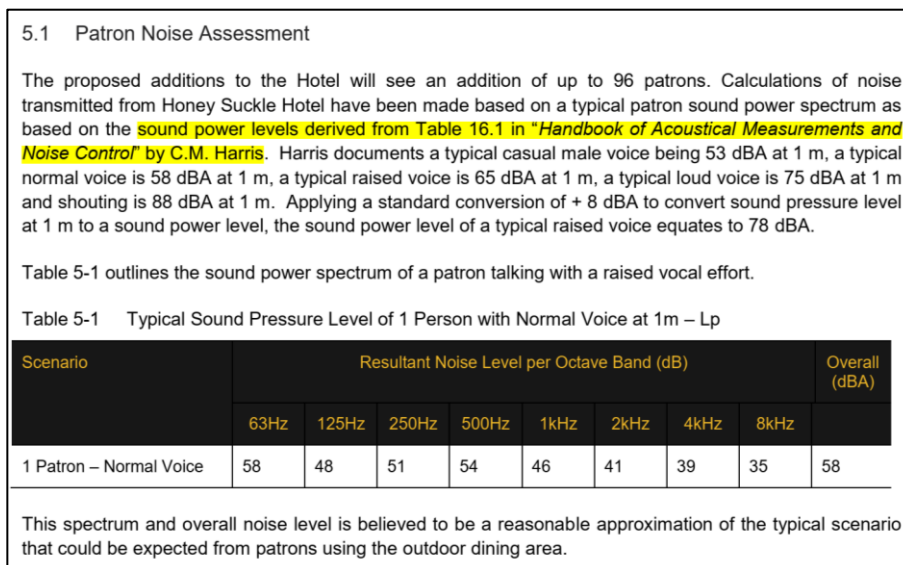 5.1 Patron Noise Assessment
The proposed additions to the Hotel will see an addition of up to 96 patrons. Calculations of noise
transmitted from Honey Suckle Hotel have been made based on a typical patron sound power spectrum as
based on the sound power levels derived from Table 16.1 in “Handbook of Acoustical Measurements and
Noise Control” by C.M. Harris. Harris documents a typical casual male voice being 53 dBA at 1 m, a typical
normal voice is 58 dBA at 1 m, a typical raised voice is 65 dBA at 1 m, a typical loud voice is 75 dBA at 1 m
and shouting is 88 dBA at 1 m. Applying a standard conversion of + 8 dBA to convert sound pressure level
at 1 m to a sound power level, the sound power level of a typical raised voice equates to 78 dBA.
Table 5-1 outlines the sound power spectrum of a patron talking with a raised vocal effort.
Table 5-1 Typical Sound Pressure Level of 1 Person with Normal Voice at 1m – Lp
Scenario Resultant Noise Level per Octave Band (dB) Overall
(dBA)
63Hz 125Hz 250Hz 500Hz 1kHz 2kHz 4kHz 8kHz
1 Patron – Normal Voice 58 48 51 54 46 41 39 35 58
This spectrum and overall noise level is believed to be a reasonable approximation of the typical scenario
that could be expected from patrons using the outdoor dining area.